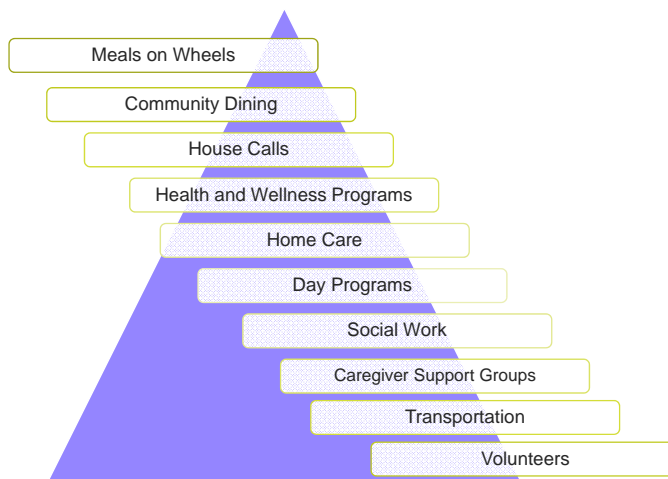 Meals on Wheels
Community Dining
House Calls
Health and Wellness Programs
Home Care
Day Programs
Social Work
Caregiver Support Groups
Transportation
Volunteers